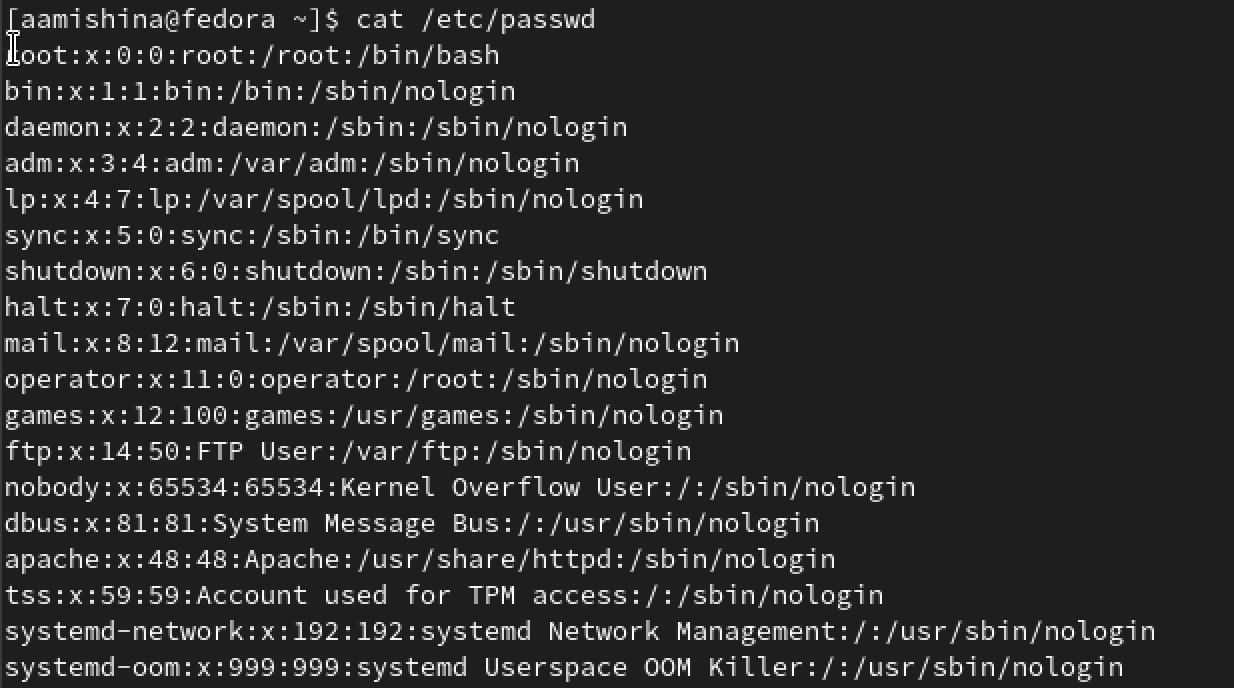 [aamishina@fedora ~]$ cat /etc/passwd
root:x:0:0:root:/root:/bin/bash
bin:x:1:1:bin:/bin:/sbin/nologin
daemon:x:2:2:daemon:/sbin:/sbin/nologin
adm:x:3:4:adm:/var/adm:/sbin/nologin
lp:x:4:7:lp:/var/spool/lpd:/sbin/nologin
sync:x:5:0:sync:/sbin:/bin/sync
shutdown:x:6:0:shutdown:/sbin:/sbin/shutdown
halt:x:7:0:halt:/sbin:/sbin/halt
mail:x:8:12:mail:/var/spool/mail:/sbin/nologin
operator:x:11:0:operator:/root:/sbin/nologin
games:x:12:100:games:/usr/games:/sbin/nologin
ftp:x:14:50:FTP User:/var/ftp:/sbin/nologin
nobody:x:65534:65534:Kernel Overflow User:/:/sbin/nologin
dbus:x:81:81:System Message Bus:/:/usr/sbin/nologin
apache:x:48:48:Apache:/usr/share/httpd:/sbin/nologin
tss:x:59:59:Account used for TPM access:/:/sbin/nologin
systemd-network:x:192:192:systemd Network Management:/:/usr/sbin/nologin
systemd-oom:x:999:999:systemd Userspace OOM Killer:/:/usr/sbin/nologin